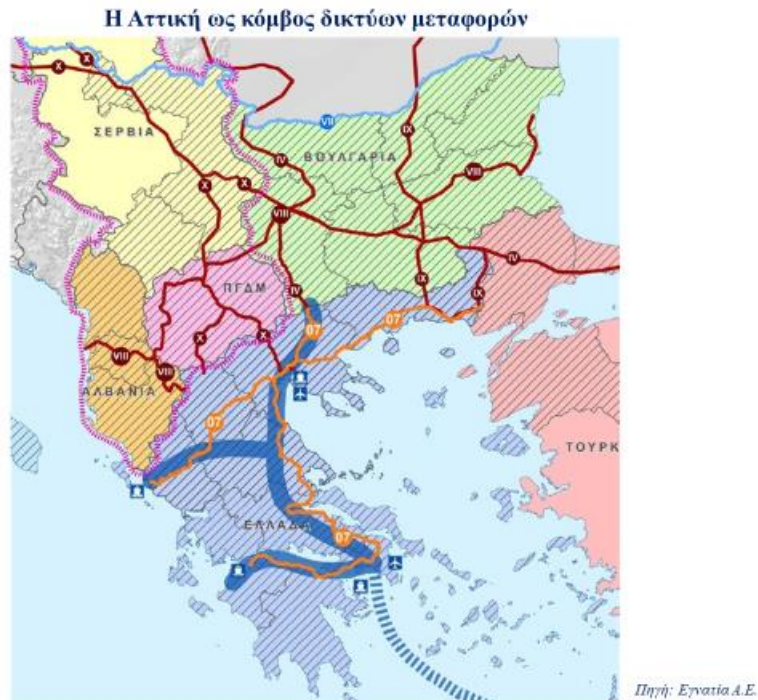 Η Αττική ως κόμβος δικτύων μεταφορών
X
X
ΣΕΡΒΙΑ
VII
IX
IV
ΒΟΥΛΓΑΡΙΑ
X
X
VIII
VIII
IV
ΠΓΔΜ
IV
IX
IX
07
07
X
X
VIII
VIII
ΑΛΒΑΝΙΑ
07
ΤΟΥΡΚ
ΕΛΛΑΔΑ
07
Πηγή: Εγνατία Α.Ε.